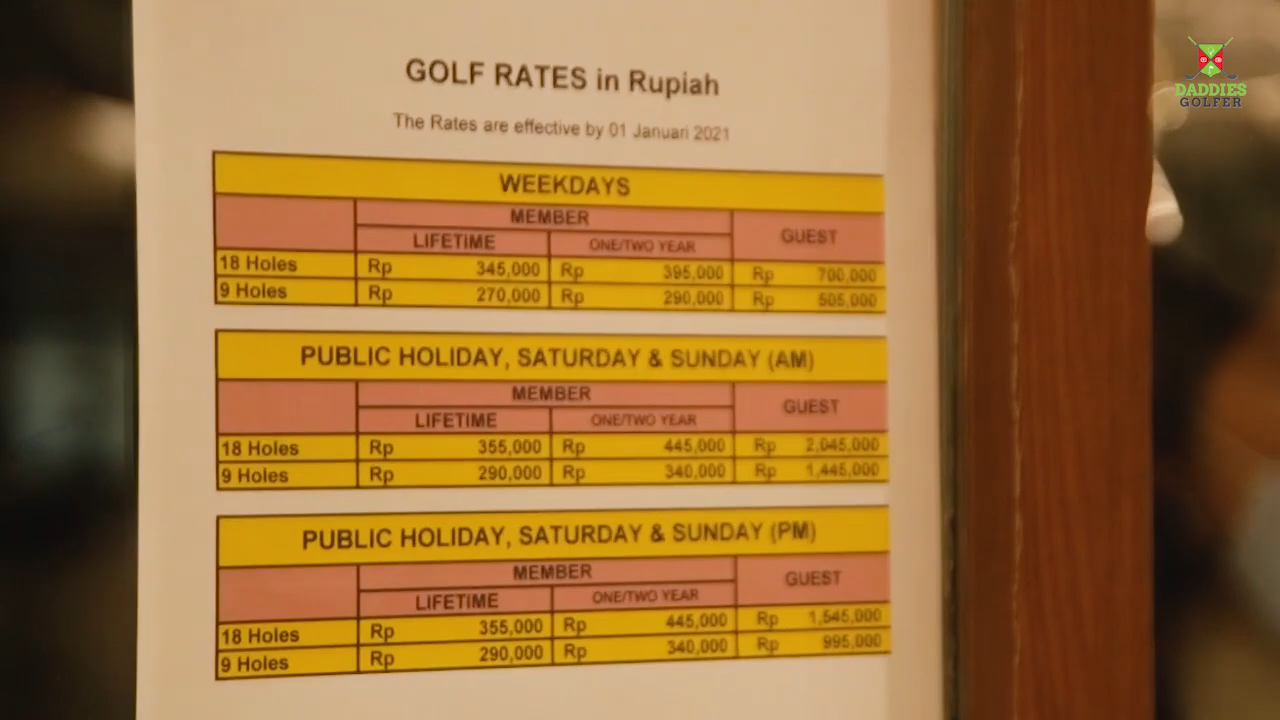 GOLF RATES in Rupiah
The Rates are effective by 01 Januari 2021
WEEKDAYS
MEMBER GUEST
LIFETIME ONE/TWO YEAR
18 Holes Rp 345,000 Rp 395,000 Rp 700,000
9 Holes Rp 270,000 Rp 290,000 Rp 505,000
PUBLIC HOLIDAY, SATURDAY & SUNDAY (AM)
MEMBER GUEST
LIFETIME ONE/TWO YEAR
18 Holes Rp 355,000 Rp 445,000 Rp 2,045,000
9 Holes Rp 290,000 Rp 340,000 Rp 1,445,000
PUBLIC HOLIDAY, SATURDAY & SUNDAY (PM)
MEMBER GUEST
LIFETIME ONE/TWO YEAR
18 Holes Rp 355,000 Rp 445,000 Rp 1,545,000
9 Holes Rp 290,000 Rp 340,000 Rp 995,000
DADDIES
GOLFER